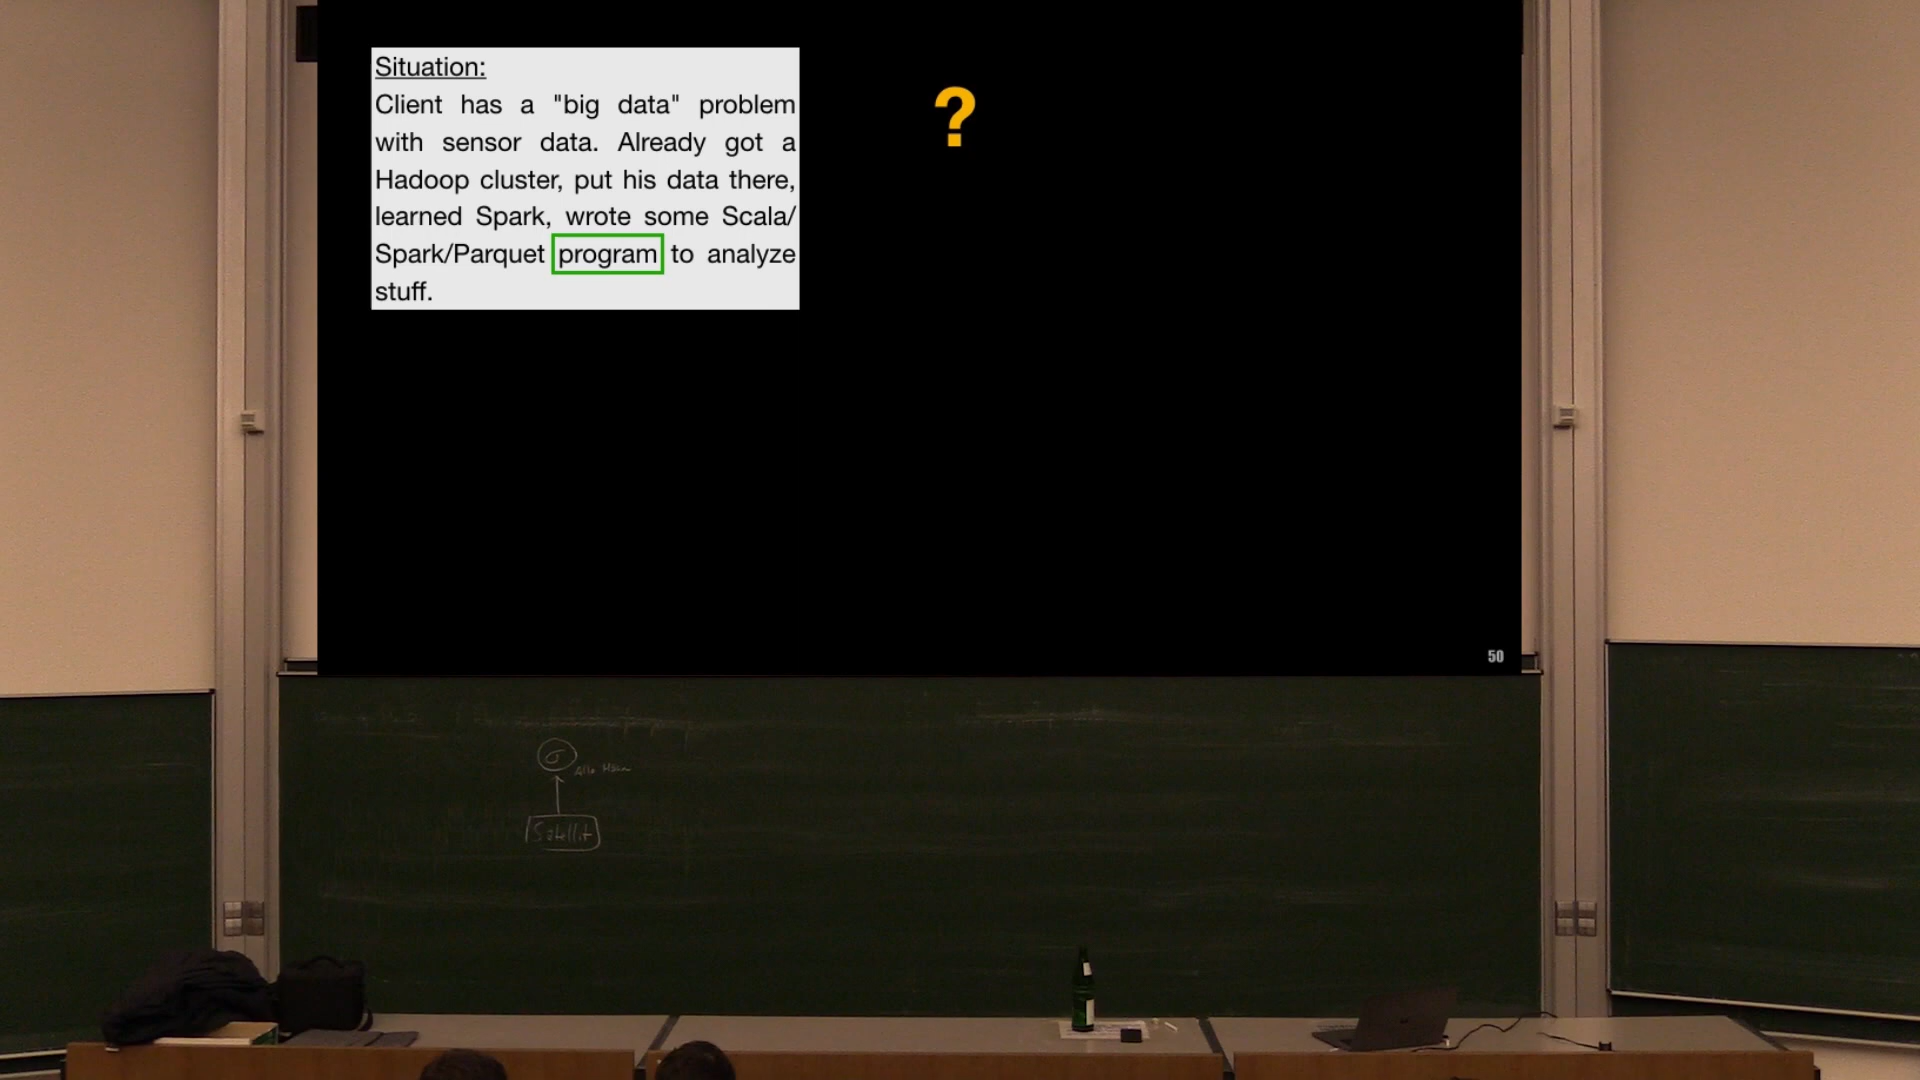 Situation:
Client has a "big data" problem
with sensor data. Already got a
Hadoop cluster, put his data there,
learned Spark, wrote some Scala/
Spark/Parquet program to analyze
stuff.
?
50
σ
Satellit